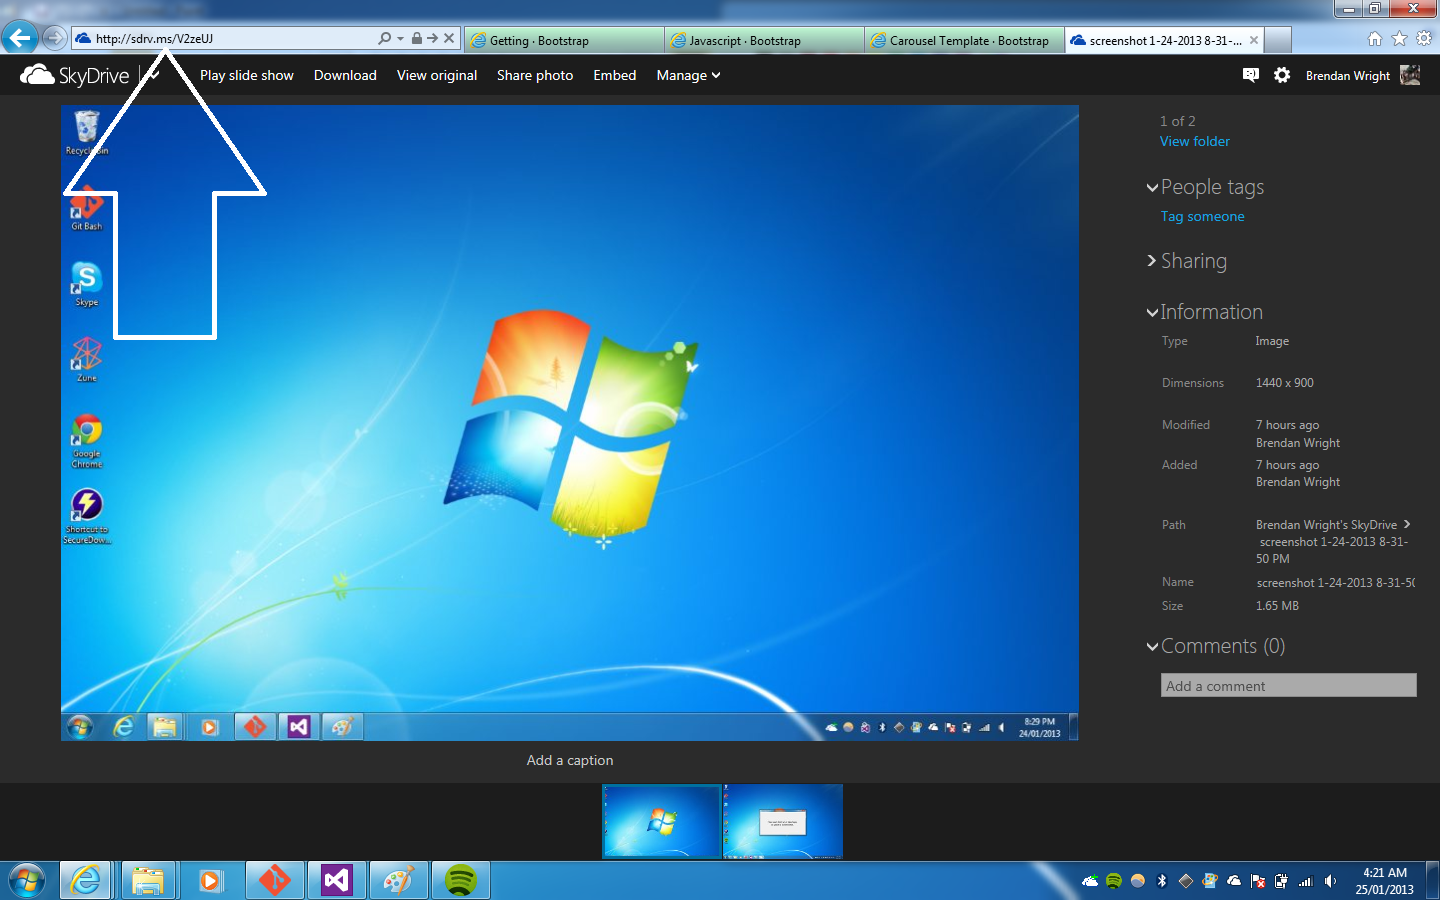 http://sdrv.ms/V2zeUJ
Getting · Bootstrap
Javascript · Bootstrap
Carousel Template · Bootstrap
screenshot 1-24-2013 8-31-...
SkyDrive
Play slide show
Download
View original
Share photo
Embed
Manage
Brendan Wright
Recycle Bin
Git Bash
Skype
Zune
Google
Chrome
Shortcut to
SecureDow...
8:29 PM
24/01/2013
1 of 2
View folder
People tags
Tag someone
Sharing
Information
Type Image
Dimensions 1440 x 900
Modified 7 hours ago
Brendan Wright
Added 7 hours ago
Brendan Wright
Path Brendan Wright's SkyDrive
screenshot 1-24-2013 8-31-
50 PM
Name screenshot 1-24-2013 8-31-50
Size 1.65 MB
Comments (0)
Add a comment
Add a caption
4:21 AM
25/01/2013